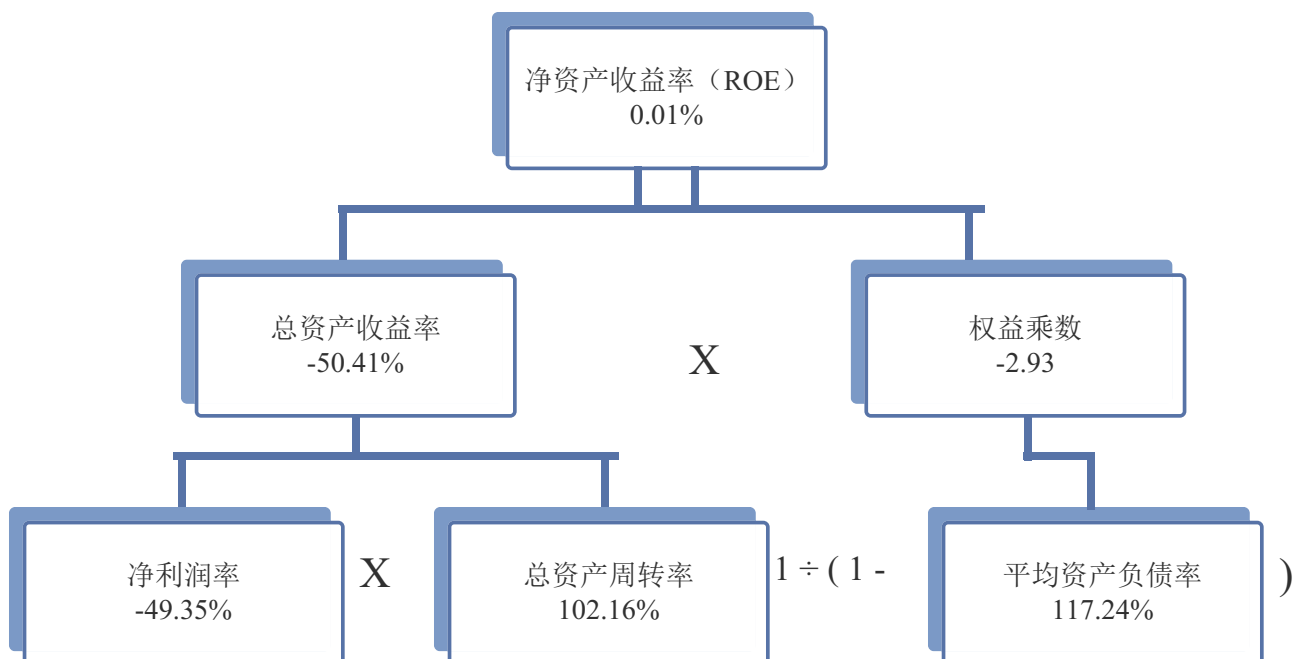 净资产收益率（ROE）
0.01%
总资产收益率
-50.41%
X
权益乘数
-2.93
净利润率
-49.35%
X
总资产周转率
102.16%
1 ÷ ( 1 -
平均资产负债率
117.24%
)